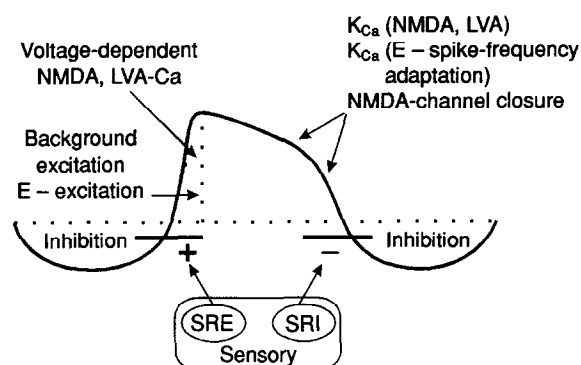 Voltage-dependent
NMDA, LVA-Ca
K_Ca (NMDA, LVA)
K_Ca (E – spike-frequency
adaptation)
NMDA-channel closure
Background
excitation
E – excitation
Inhibition
Inhibition
+
–
SRE
SRI
Sensory